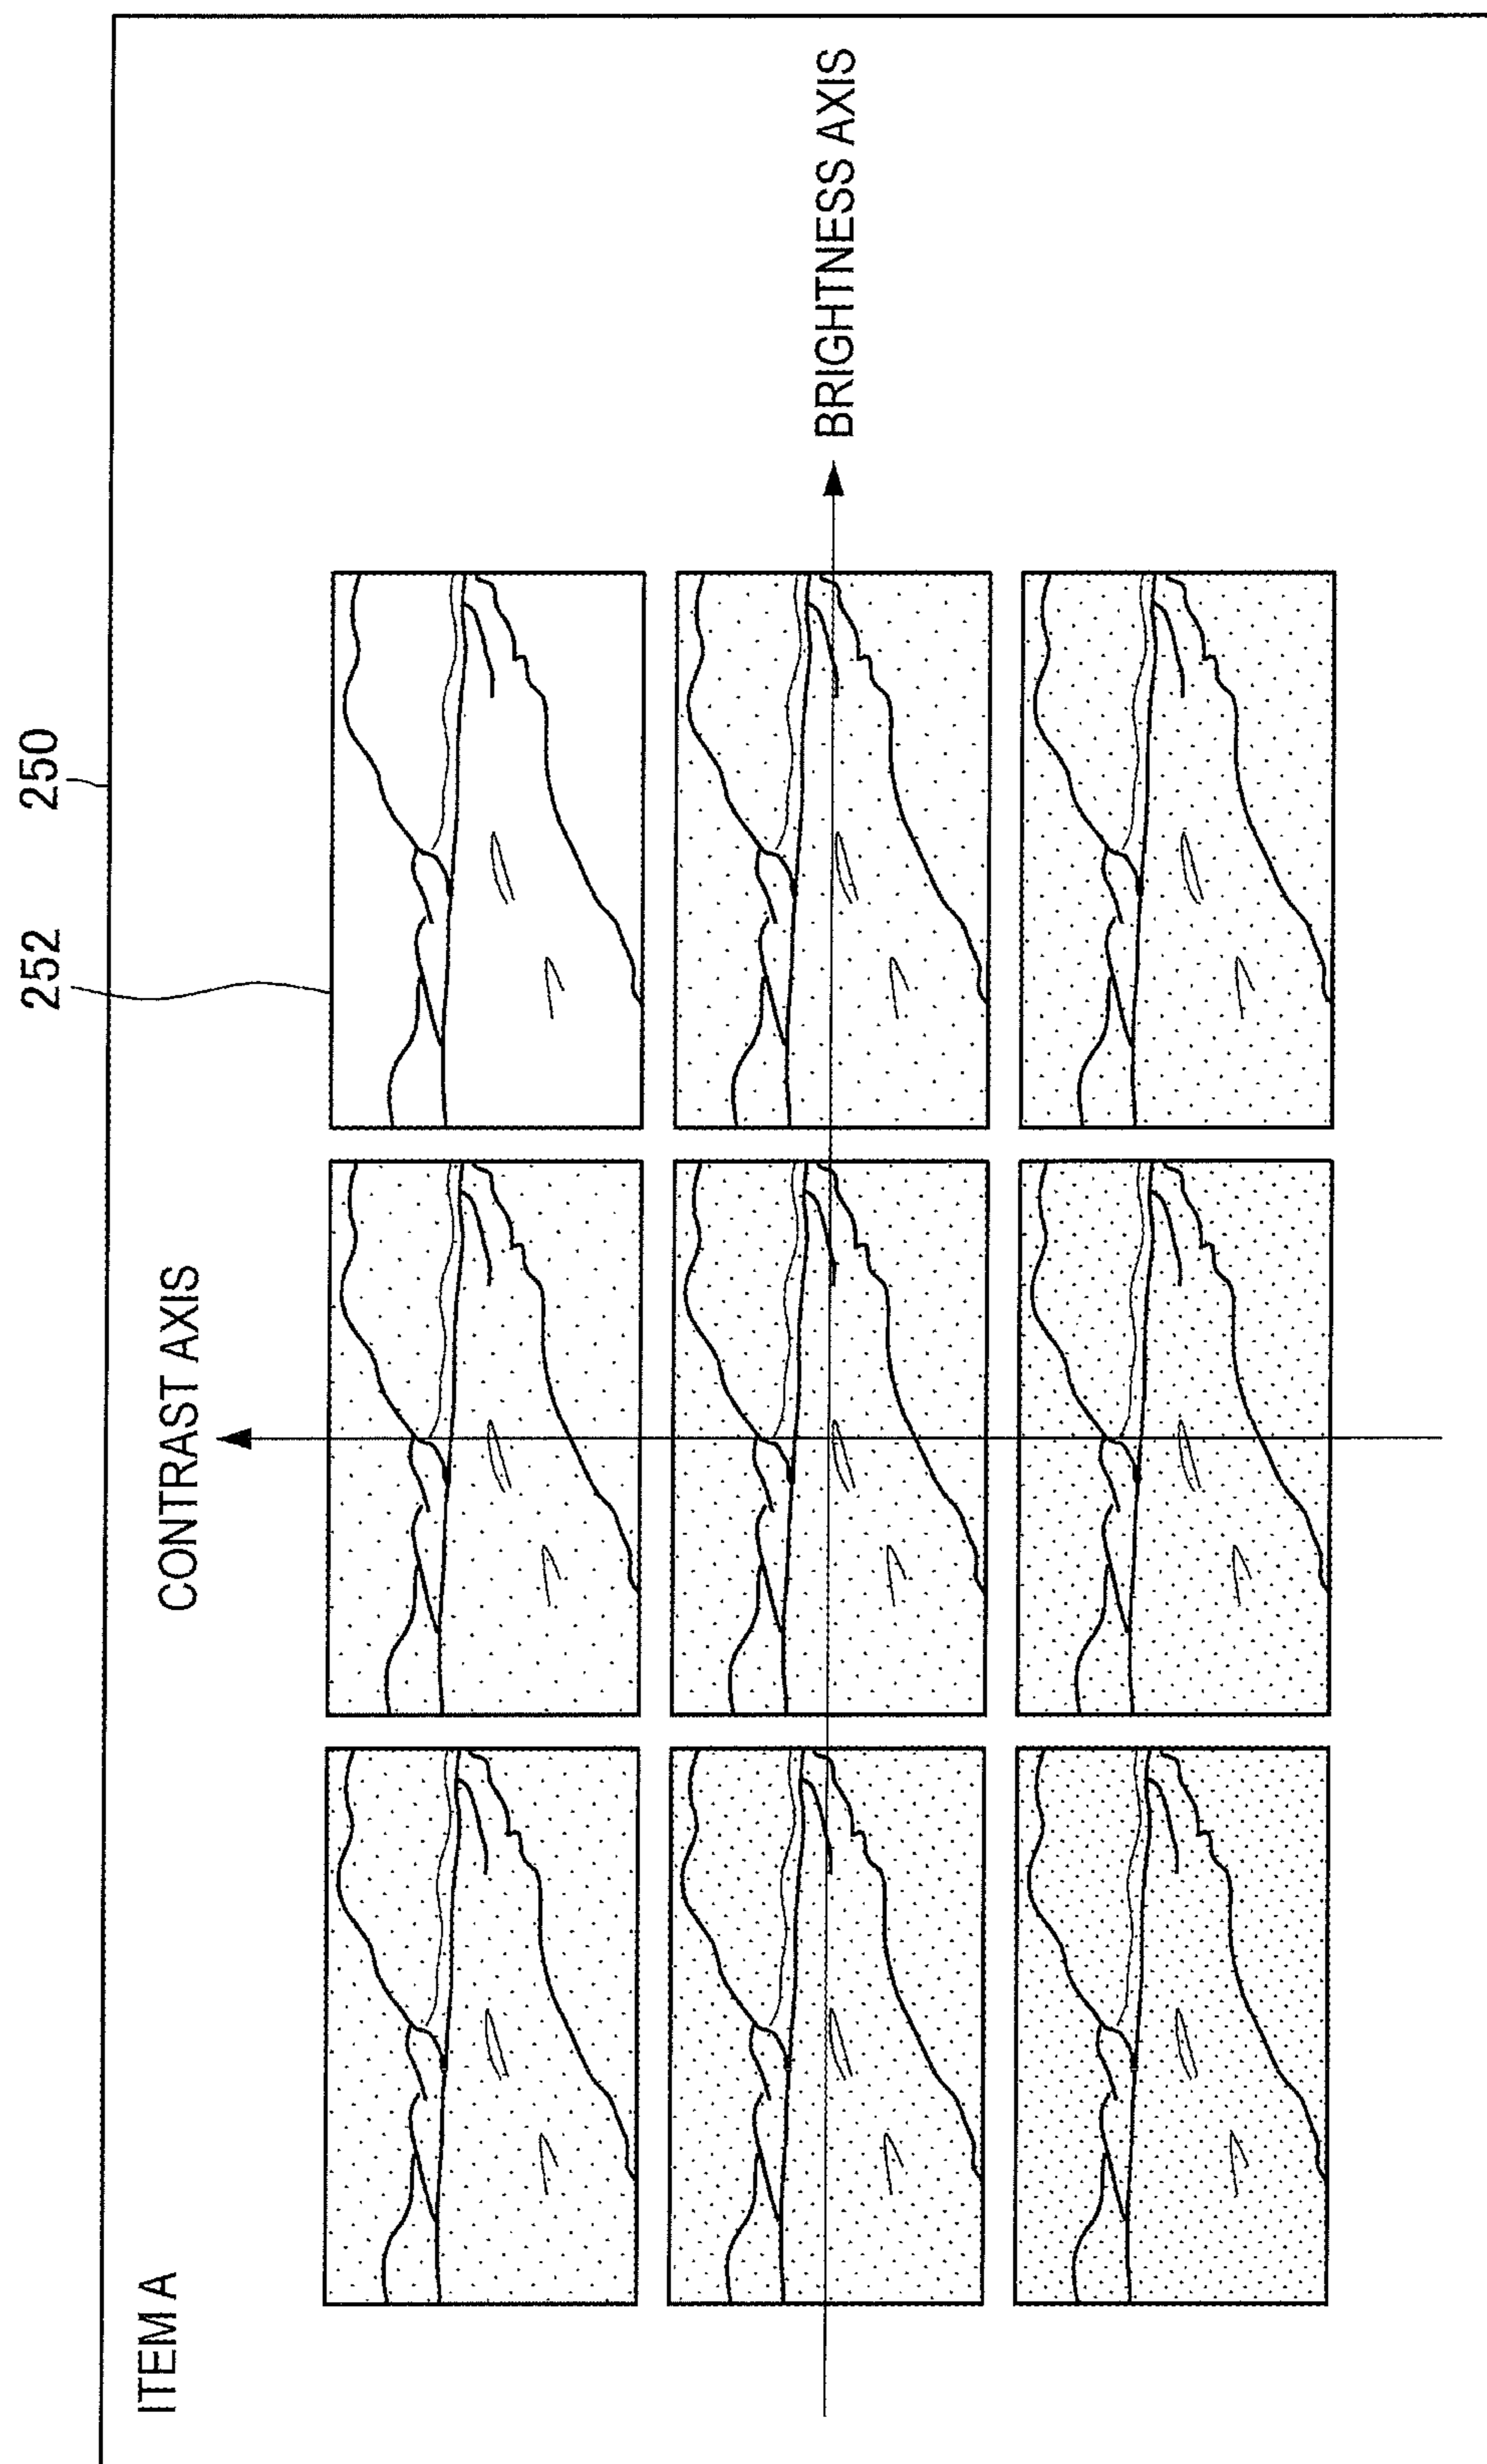 250
252
ITEM A
CONTRAST AXIS
BRIGHTNESS AXIS